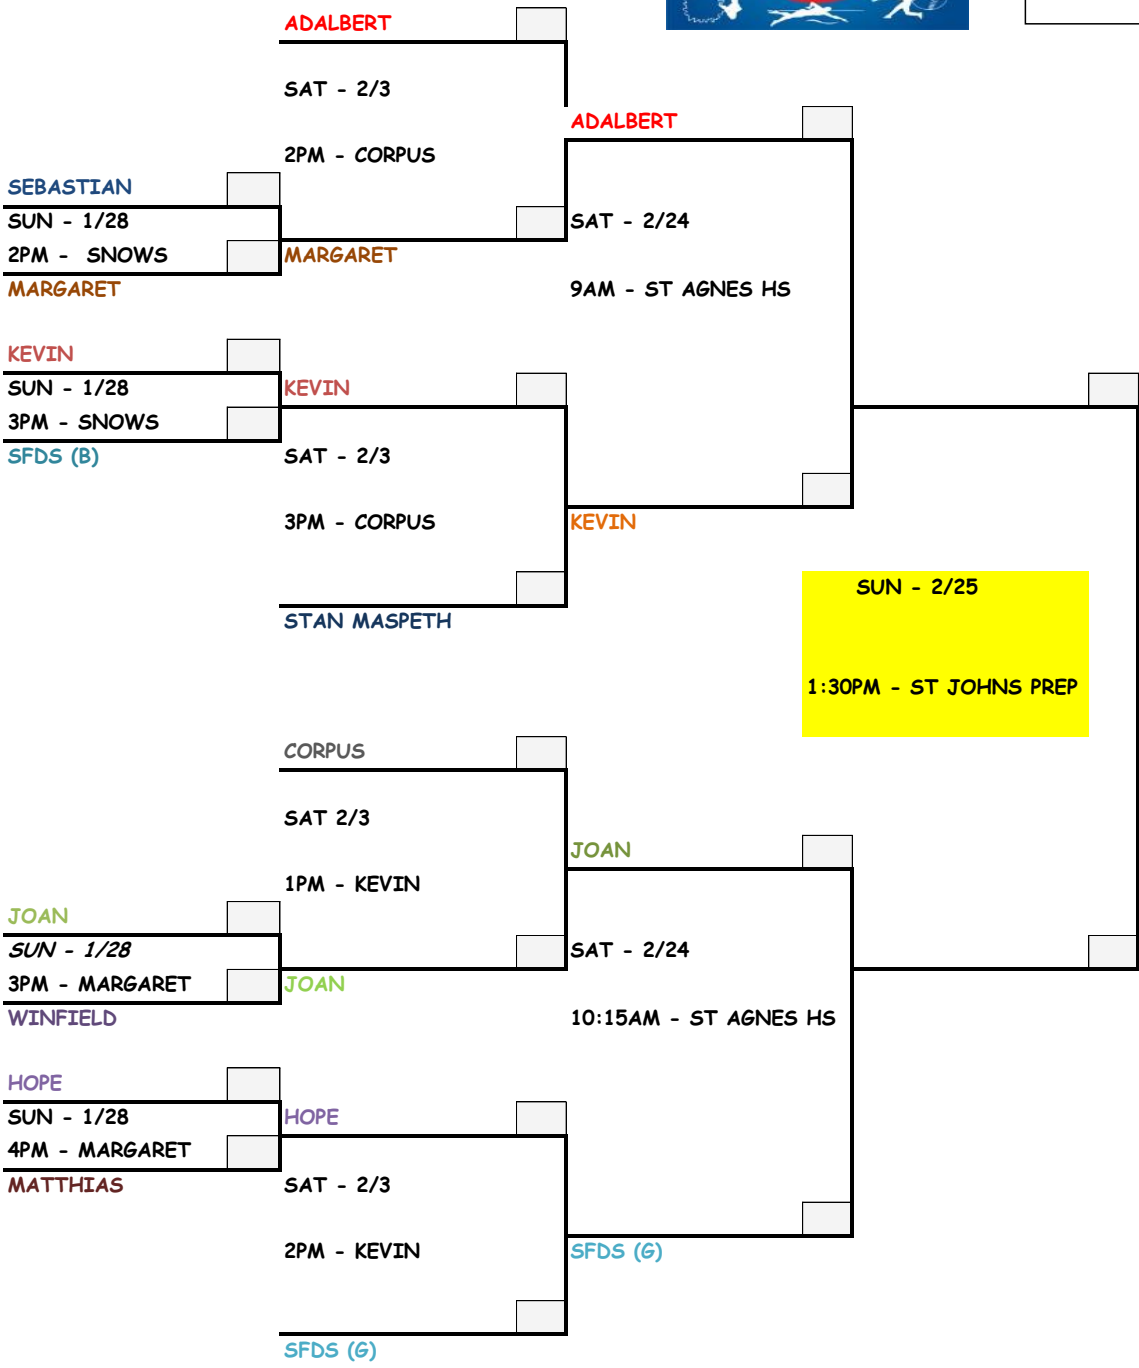 ADALBERT
SAT - 2/3
ADALBERT
2PM - CORPUS
SEBASTIAN
SUN - 1/28
SAT - 2/24
2PM - SNOWS
MARGARET
MARGARET
9AM - ST AGNES HS
KEVIN
SUN - 1/28
KEVIN
3PM - SNOWS
SFDS (B)
SAT - 2/3
3PM - CORPUS
KEVIN
SUN - 2/25
STAN MASPETH
1:30PM - ST JOHNS PREP
CORPUS
SAT 2/3
JOAN
1PM - KEVIN
JOAN
SUN - 1/28
SAT - 2/24
3PM - MARGARET
JOAN
WINFIELD
10:15AM - ST AGNES HS
HOPE
SUN - 1/28
HOPE
4PM - MARGARET
MATTHIAS
SAT - 2/3
2PM - KEVIN
SFDS (G)
SFDS (G)